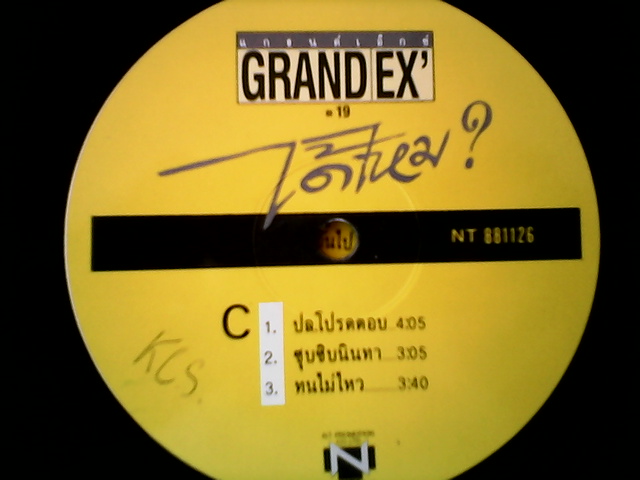 แกรนด์เอ็กซ์
GRAND EX'
= 19
ได้ไหม?
NT 881126
C
1. ปล.โปรดตอบ 4:05
2. ซุบซิบนินทา 3:05
3. ทนไม่ไหว 3:40
KCS.
N